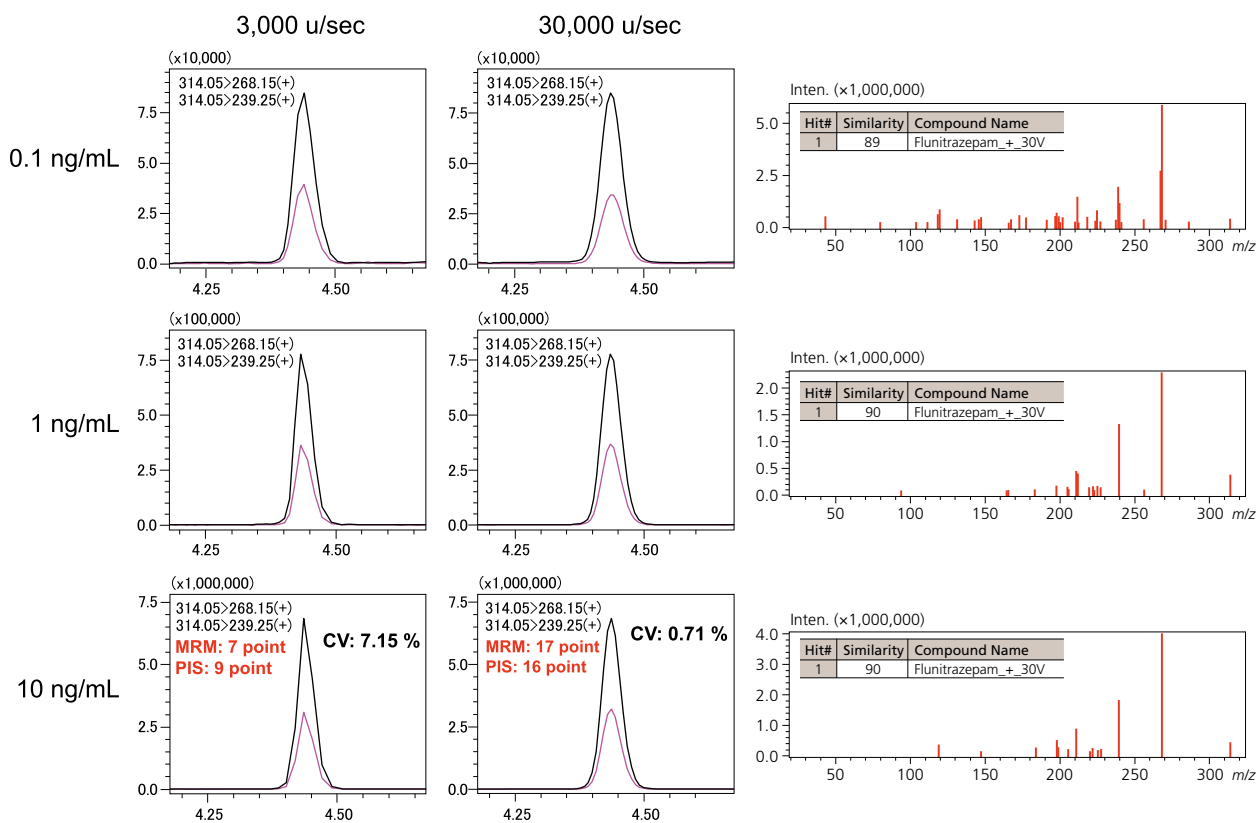 3,000 u/sec
30,000 u/sec
0.1 ng/mL
(x10,000)
314.05>268.15(+)
314.05>239.25(+)
7.5
5.0
2.5
0.0
4.25 4.50
(x10,000)
314.05>268.15(+)
314.05>239.25(+)
7.5
5.0
2.5
0.0
4.25 4.50
Inten. (×1,000,000)
Hit# Similarity Compound Name
1 89 Flunitrazepam_+_30V
5.0
2.5
0.0
50 100 150 200 250 300 m/z
1 ng/mL
(x100,000)
314.05>268.15(+)
314.05>239.25(+)
7.5
5.0
2.5
0.0
4.25 4.50
(x100,000)
314.05>268.15(+)
314.05>239.25(+)
7.5
5.0
2.5
0.0
4.25 4.50
Inten. (×1,000,000)
Hit# Similarity Compound Name
1 90 Flunitrazepam_+_30V
2.0
1.5
1.0
0.5
0.0
50 100 150 200 250 300 m/z
10 ng/mL
(x1,000,000)
7.5
314.05>268.15(+)
314.05>239.25(+)
MRM: 7 point
PIS: 9 point
CV: 7.15 %
5.0
2.5
0.0
4.25 4.50
(x1,000,000)
7.5
314.05>268.15(+)
314.05>239.25(+)
MRM: 17 point
PIS: 16 point
CV: 0.71 %
5.0
2.5
0.0
4.25 4.50
Inten. (×1,000,000)
4.0
Hit# Similarity Compound Name
1 90 Flunitrazepam_+_30V
3.0
2.0
1.0
0.0
50 100 150 200 250 300 m/z